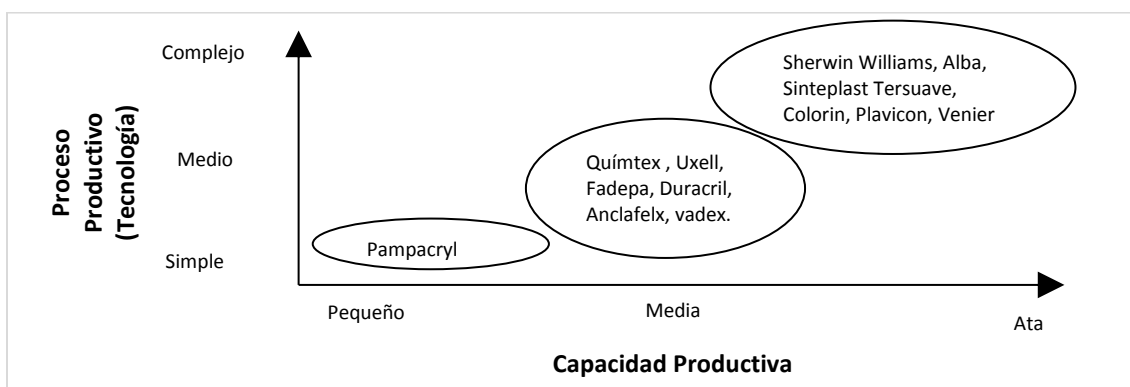 Complejo
Sherwin Williams, Alba,
Sinteplast Tersuave,
Colorin, Plavicon, Venier
Proceso
Productivo
(Tecnología)
Medio
Químtex , Uxell,
Fadepa, Duracril,
Anclafelx, vadex.
Pampacryl
Simple
Pequeño
Media
Ata
Capacidad Productiva